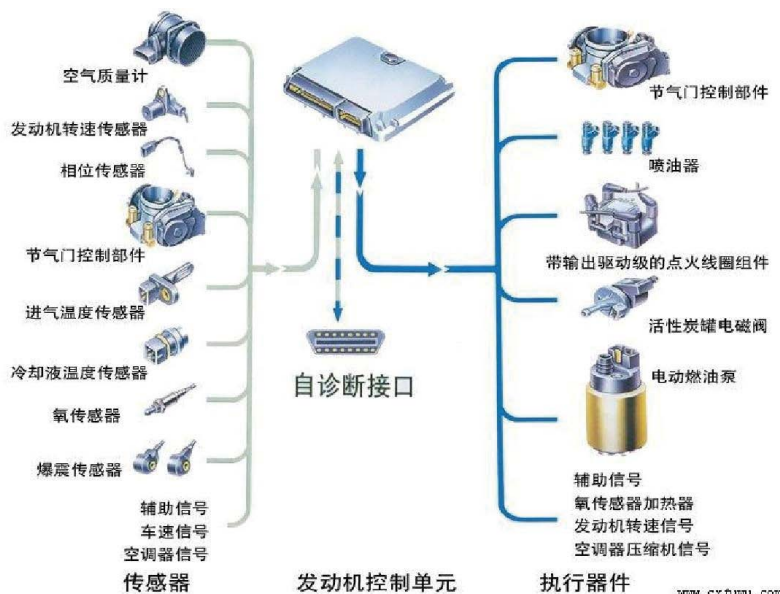 空气质量计
发动机转速传感器
相位传感器
节气门控制部件
进气温度传感器
冷却液温度传感器
氧传感器
爆震传感器
辅助信号
车速信号
空调器信号
传感器
自诊断接口
发动机控制单元
节气门控制部件
喷油器
带输出驱动级的点火线圈组件
活性炭罐电磁阀
电动燃油泵
辅助信号
氧传感器加热器
发动机转速信号
空调器压缩机信号
执行器件